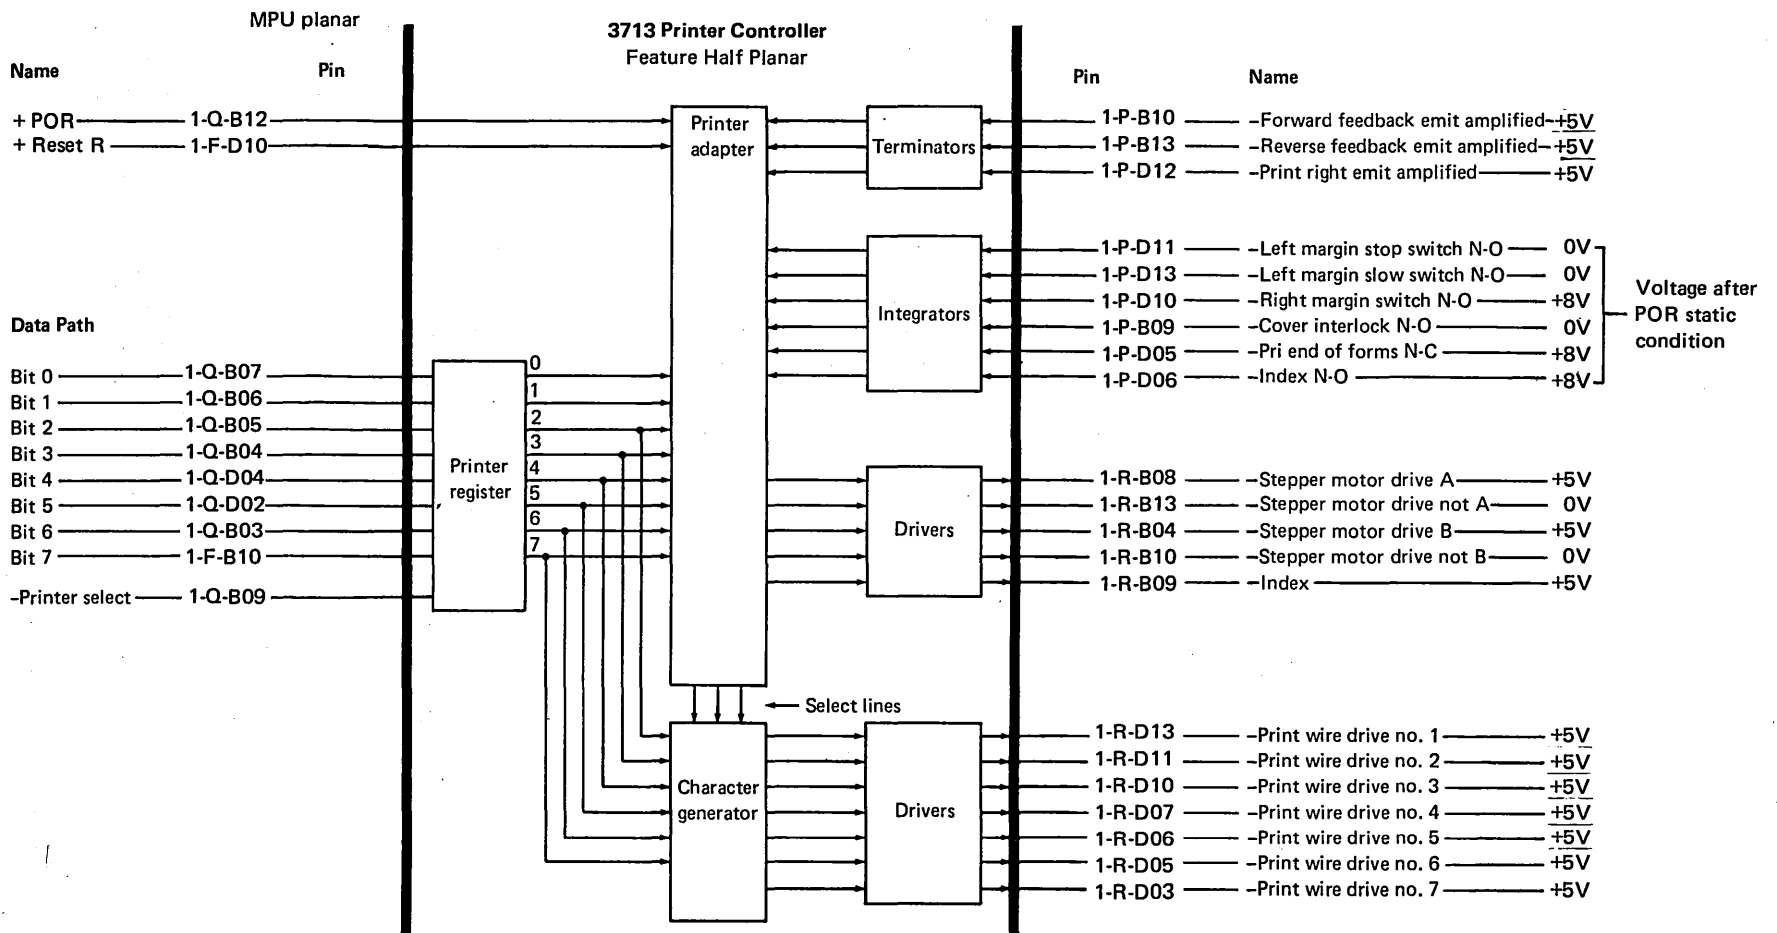 MPU planar
3713 Printer Controller
Feature Half Planar
Name Pin
Pin Name
+ POR 1-Q-B12
+ Reset R 1-F-D10
Printer
adapter
Terminators
1-P-B10 -Forward feedback emit amplified +5V
1-P-B13 -Reverse feedback emit amplified +5V
1-P-D12 -Print right emit amplified +5V
Integrators
1-P-D11 -Left margin stop switch N-O 0V
1-P-D13 -Left margin slow switch N-O 0V
1-P-D10 -Right margin switch N-O +8V
1-P-B09 -Cover interlock N-O 0V
1-P-D05 -Pri end of forms N-C +8V
1-P-D06 -Index N-O +8V
Voltage after
POR static
condition
Data Path
Bit 0 1-Q-B07 0
Bit 1 1-Q-B06 1
Bit 2 1-Q-B05 2
Bit 3 1-Q-B04 3
Bit 4 1-Q-D04 4
Bit 5 1-Q-D02 5
Bit 6 1-Q-B03 6
Bit 7 1-F-B10 7
-Printer select 1-Q-B09
Printer
register
Drivers
1-R-B08 -Stepper motor drive A +5V
1-R-B13 -Stepper motor drive not A 0V
1-R-B04 -Stepper motor drive B +5V
1-R-B10 -Stepper motor drive not B 0V
1-R-B09 -Index +5V
Select lines
Character
generator
Drivers
1-R-D13 -Print wire drive no. 1 +5V
1-R-D11 -Print wire drive no. 2 +5V
1-R-D10 -Print wire drive no. 3 +5V
1-R-D07 -Print wire drive no. 4 +5V
1-R-D06 -Print wire drive no. 5 +5V
1-R-D05 -Print wire drive no. 6 +5V
1-R-D03 -Print wire drive no. 7 +5V